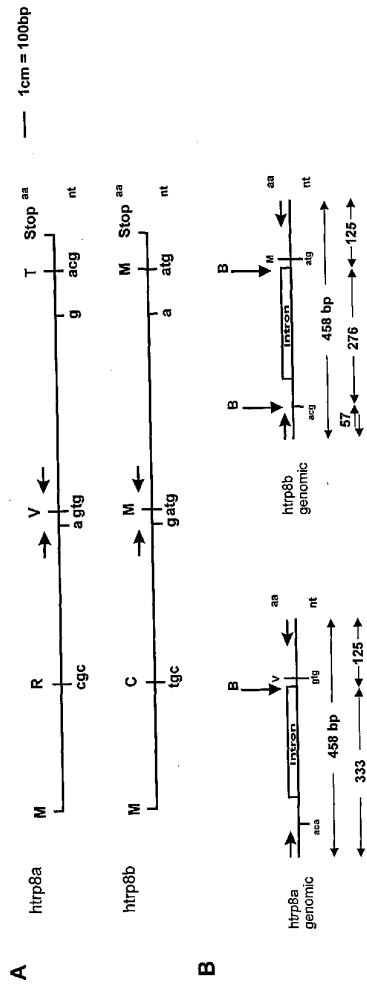 A
1cm = 100bp
htrp8a
M R V T Stop aa
cgc a gtg g acg nt
htrp8b
M C M M Stop aa
tgc g atg a atg nt
B
htrp8a
genomic
B
Intron
V
aa
aca
gtg
nt
458 bp
333
125
htrp8b
genomic
B
B
Intron
M
aa
acg
atg
nt
458 bp
57
276
125